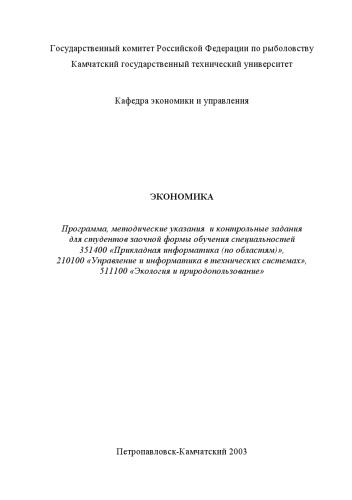 Государственный комитет Российской Федерации по рыболовству
Камчатский государственный технический университет
Кафедра экономики и управления
ЭКОНОМИКА
Программа, методические указания и контрольные задания
для студентов заочной формы обучения специальностей
351400 «Прикладная информатика (по областям)»,
210100 «Управление и информатика в технических системах»,
511100 «Экология и природопользование»
Петропавловск-Камчатский 2003